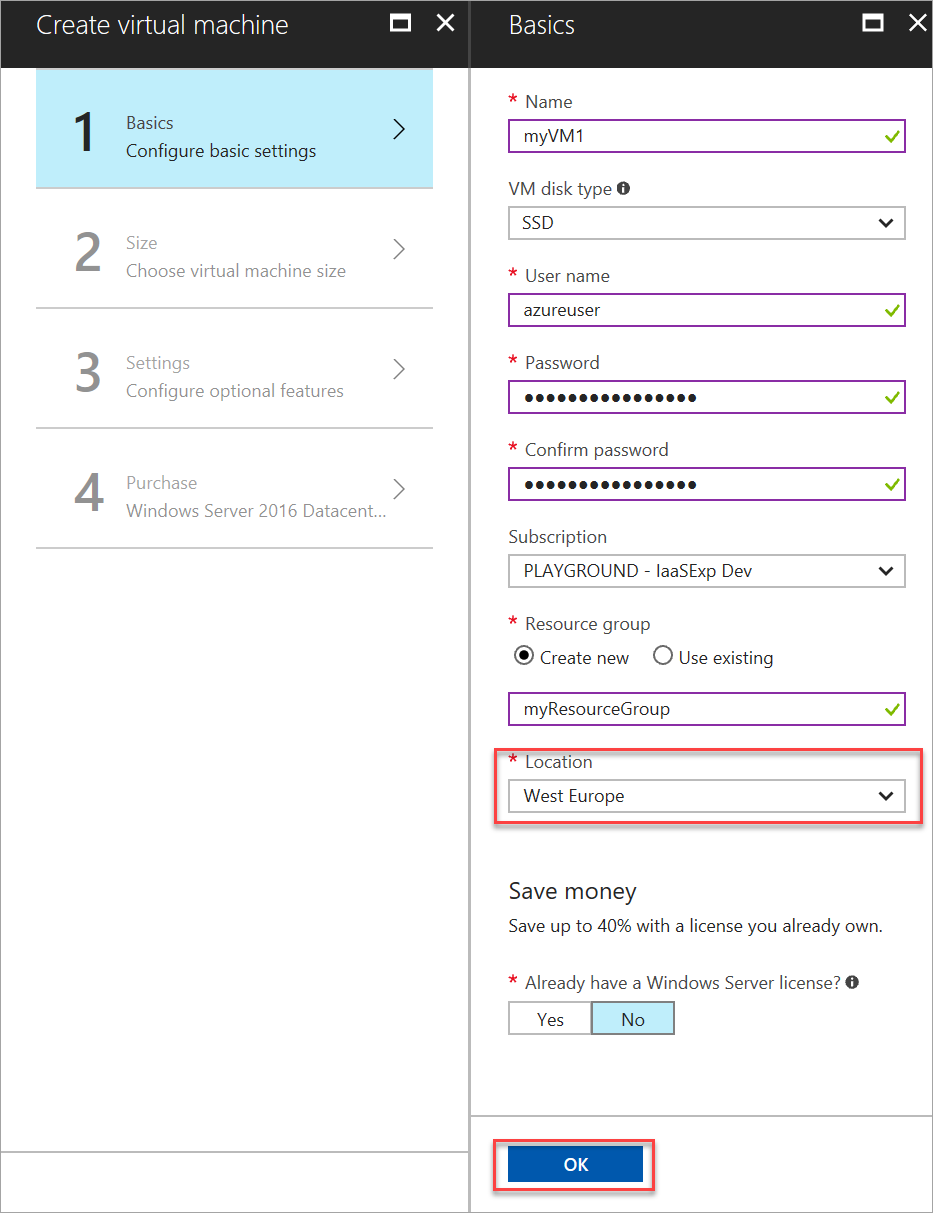 Create virtual machine
1
Basics
Configure basic settings
2
Size
Choose virtual machine size
3
Settings
Configure optional features
4
Purchase
Windows Server 2016 Datacent...
Basics
* Name
myVM1
VM disk type
SSD
* User name
azureuser
* Password
••••••••••••••••
* Confirm password
••••••••••••••••
Subscription
PLAYGROUND - IaaSExp Dev
* Resource group
Create new Use existing
myResourceGroup
* Location
West Europe
Save money
Save up to 40% with a license you already own.
* Already have a Windows Server license?
Yes No
OK